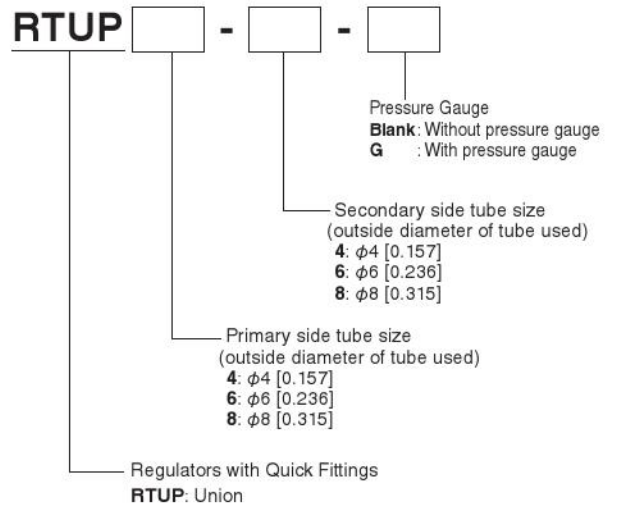 RTUP - -
Pressure Gauge
Blank: Without pressure gauge
G : With pressure gauge
Secondary side tube size
(outside diameter of tube used)
4: ϕ4 [0.157]
6: ϕ6 [0.236]
8: ϕ8 [0.315]
Primary side tube size
(outside diameter of tube used)
4: ϕ4 [0.157]
6: ϕ6 [0.236]
8: ϕ8 [0.315]
Regulators with Quick Fittings
RTUP: Union